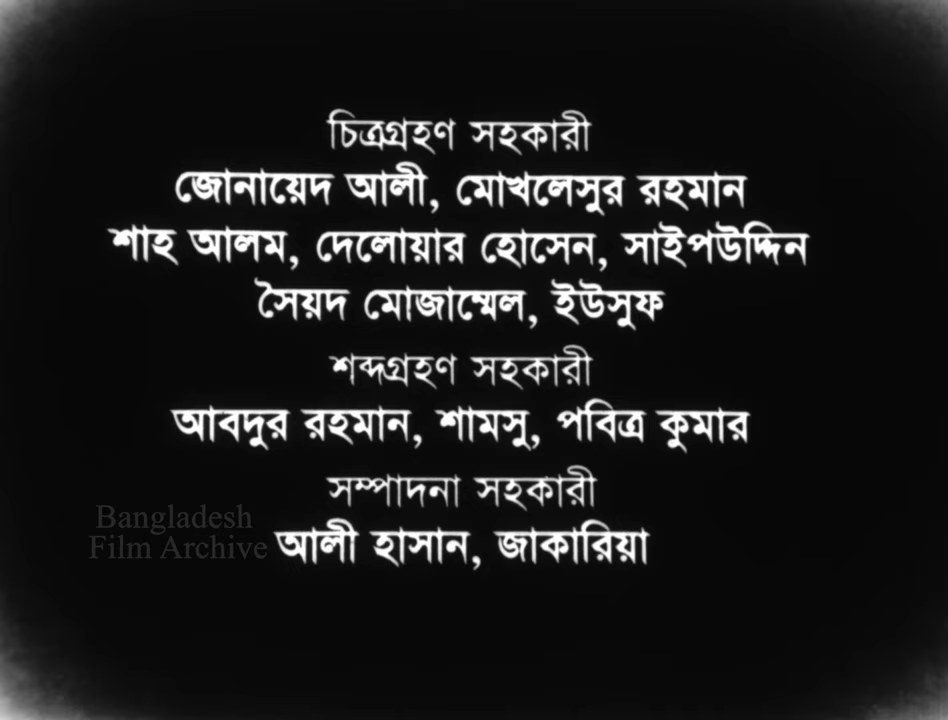 চিত্রগ্রহণ সহকারী
জোনায়েদ আলী, মোখলেসুর রহমান
শাহ আলম, দেলোয়ার হোসেন, সাইপউদ্দিন
সৈয়দ মোজাম্মেল, ইউসুফ
শব্দগ্রহণ সহকারী
আবদুর রহমান, শামসু, পবিত্র কুমার
সম্পাদনা সহকারী
আলী হাসান, জাকারিয়া
Bangladesh
Film Archive